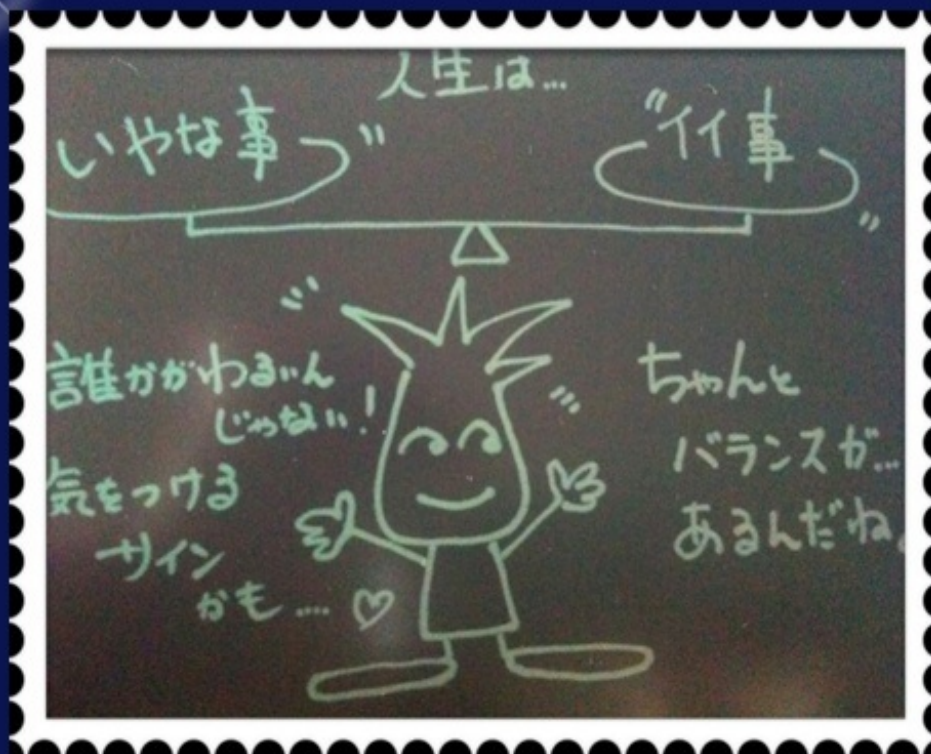 人生は…
いやな事
"イイ事
誰かがわるいん
じゃない!
気をつける
サイン
かも….♡
ちゃんと
バランスが…
あるんだね。